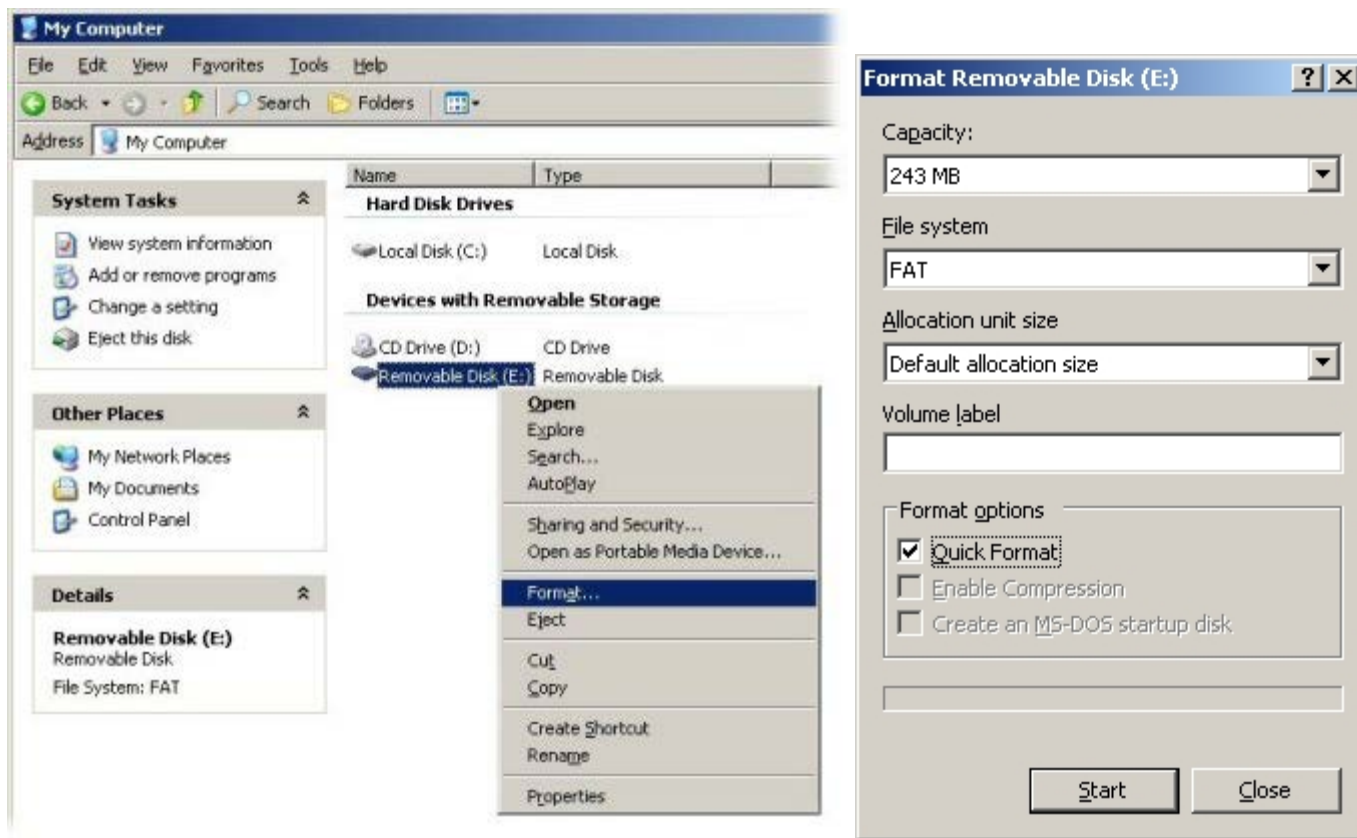 My Computer
File Edit View Favorites Tools Help
Back Search Folders
Address My Computer
System Tasks
View system information
Add or remove programs
Change a setting
Eject this disk
Other Places
My Network Places
My Documents
Control Panel
Details
Removable Disk (E:)
Removable Disk
File System: FAT
Name Type
Hard Disk Drives
Local Disk (C:) Local Disk
Devices with Removable Storage
CD Drive (D:) CD Drive
Removable Disk (E:) Removable Disk
Open
Explore
Search...
AutoPlay
Sharing and Security...
Open as Portable Media Device...
Format...
Eject
Cut
Copy
Create Shortcut
Rename
Properties
Format Removable Disk (E:)
Capacity:
243 MB
File system
FAT
Allocation unit size
Default allocation size
Volume label
Format options
Quick Format
Enable Compression
Create an MS-DOS startup disk
Start Close